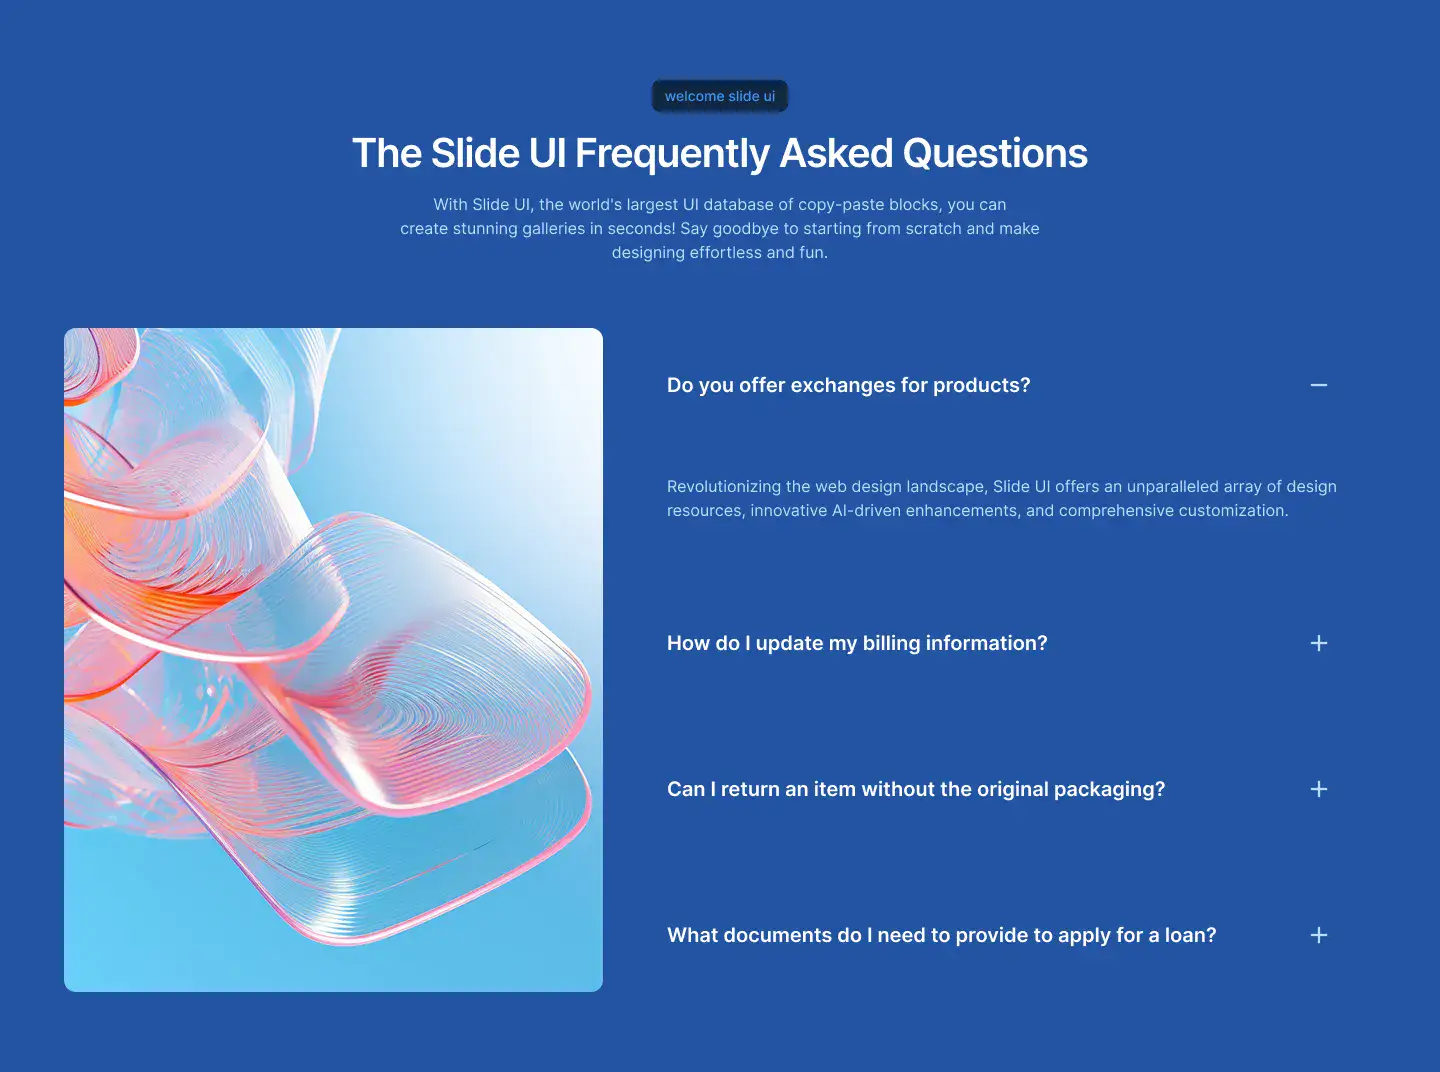 welcome slide ui
The Slide UI Frequently Asked Questions
With Slide UI, the world's largest UI database of copy-paste blocks, you can
create stunning galleries in seconds! Say goodbye to starting from scratch and make
designing effortless and fun.
Do you offer exchanges for products?
Revolutionizing the web design landscape, Slide UI offers an unparalleled array of design
resources, innovative AI-driven enhancements, and comprehensive customization.
How do I update my billing information?
Can I return an item without the original packaging?
What documents do I need to provide to apply for a loan?